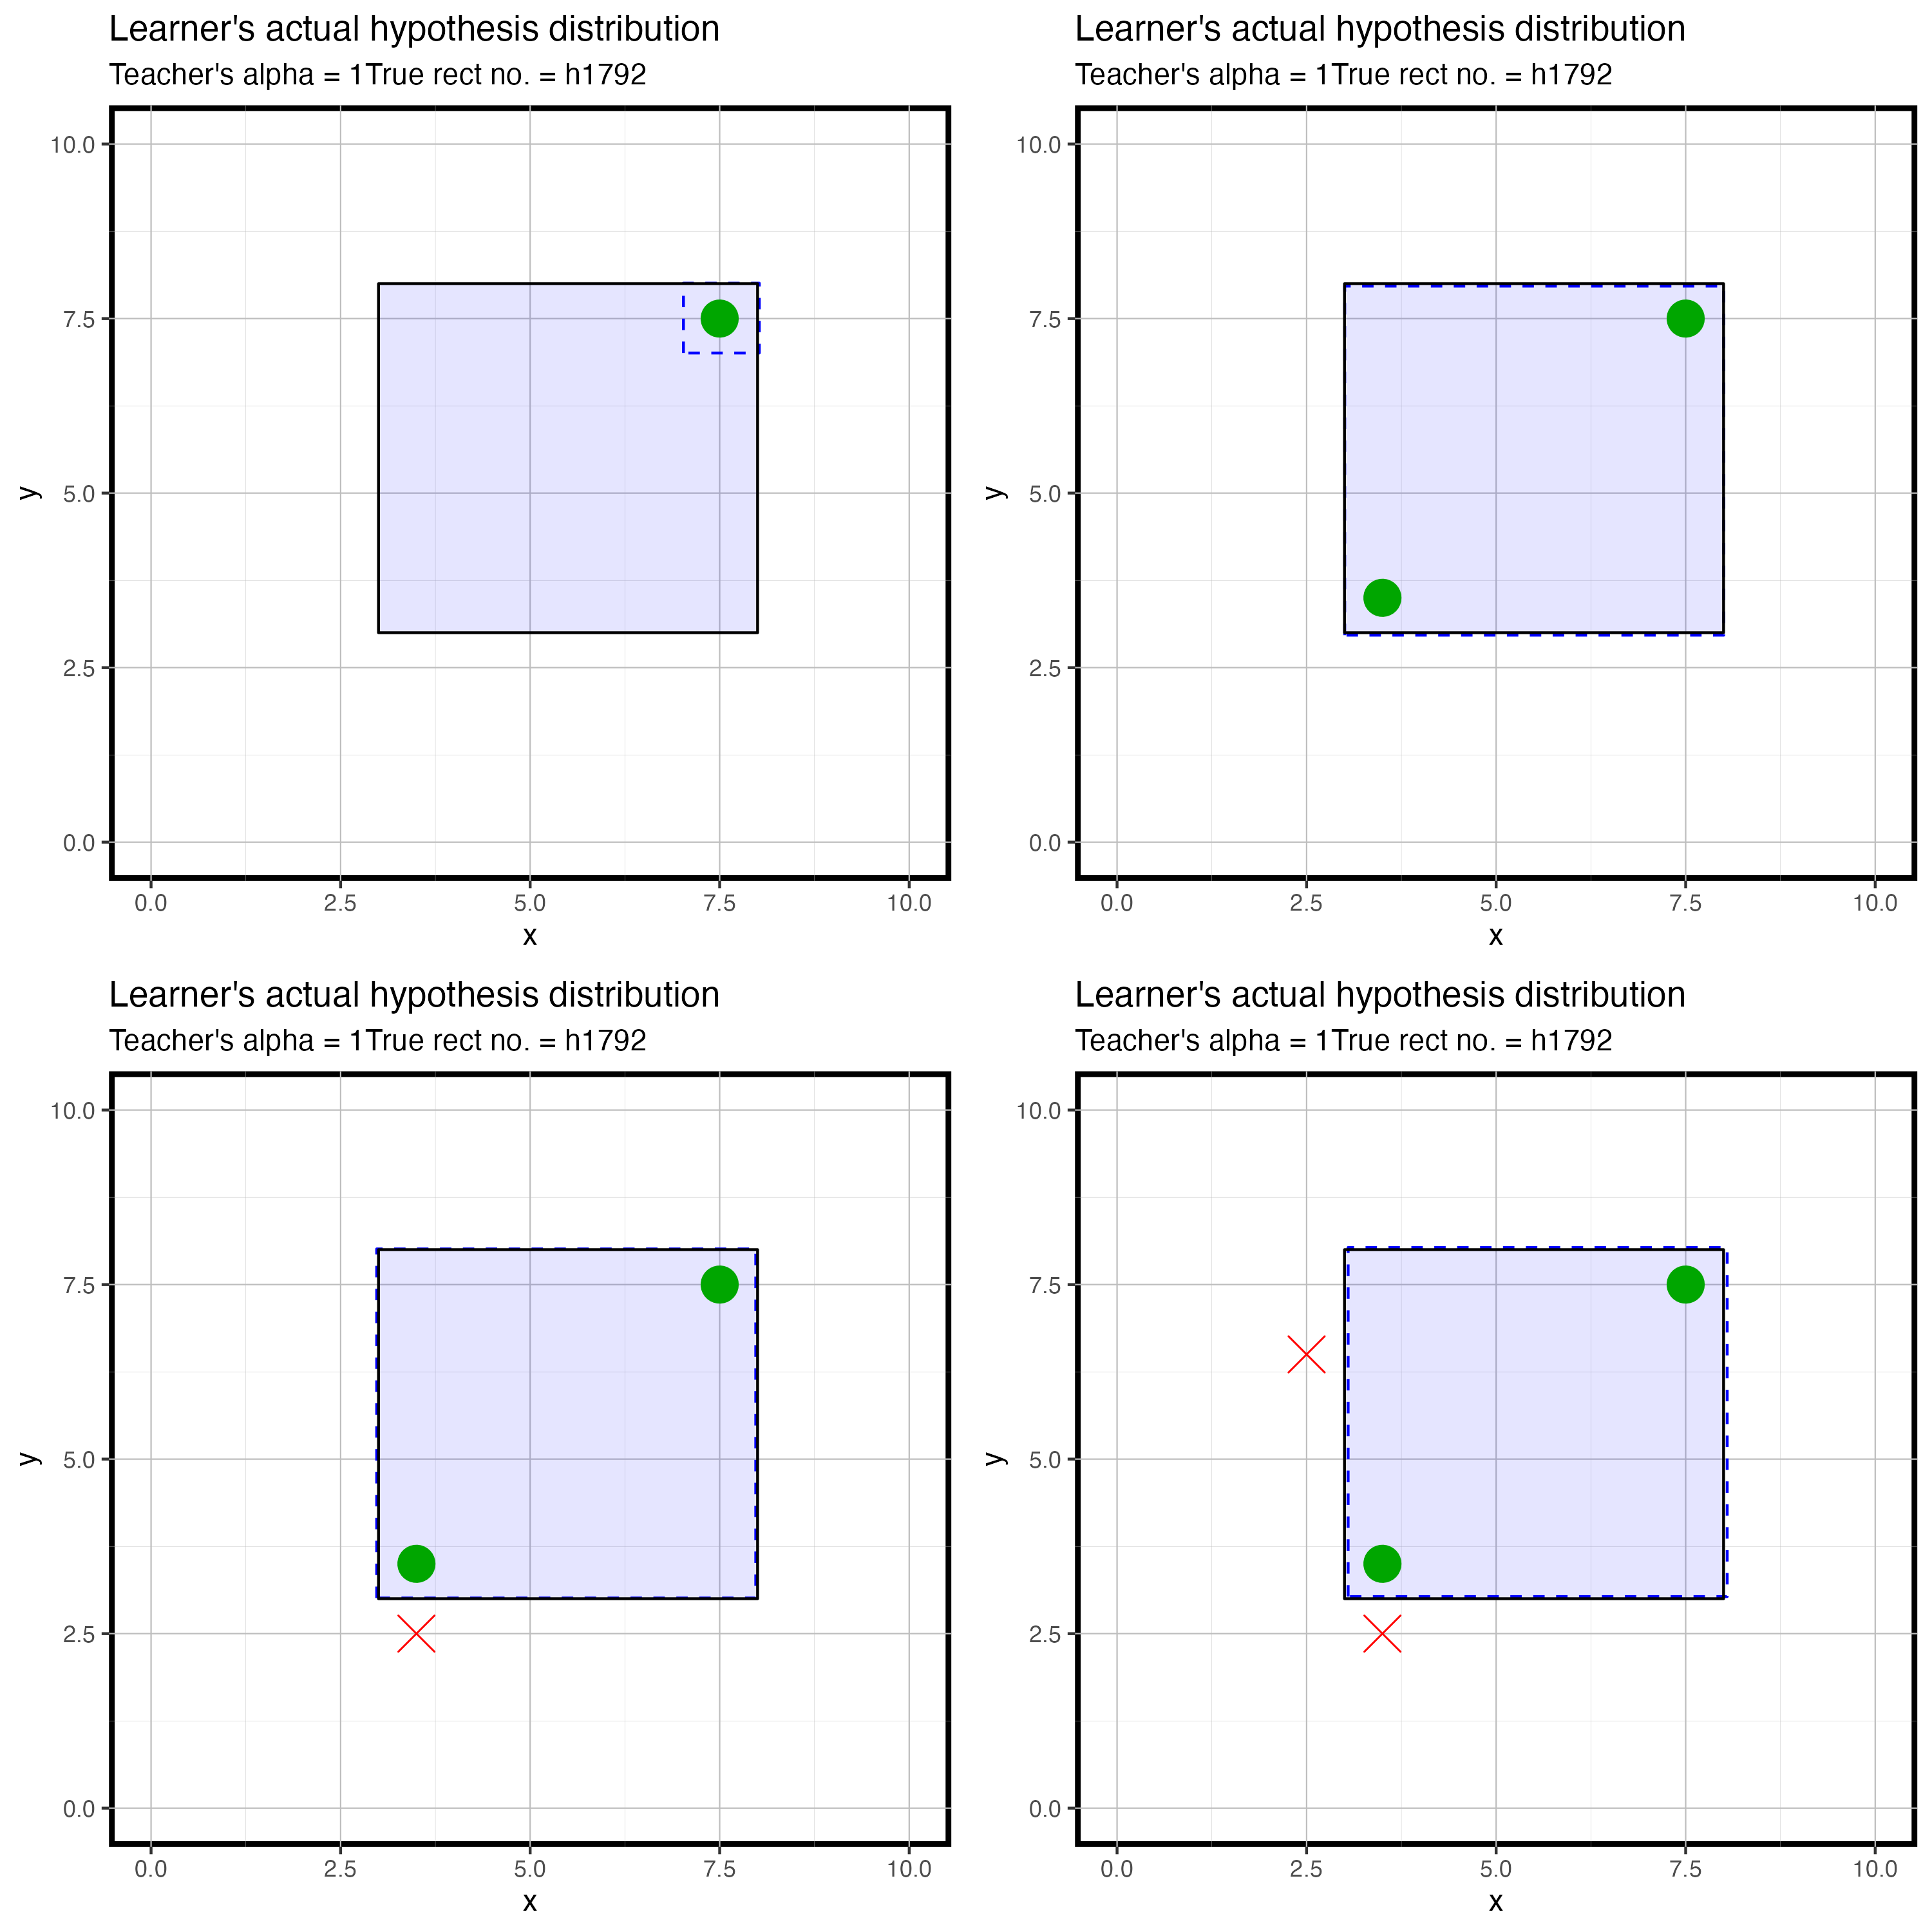 Learner's actual hypothesis distribution
Teacher's alpha = 1True rect no. = h1792
10.0
7.5
5.0
2.5
0.0
y
0.0 2.5 5.0 7.5 10.0
x
Learner's actual hypothesis distribution
Teacher's alpha = 1True rect no. = h1792
10.0
7.5
5.0
2.5
0.0
y
0.0 2.5 5.0 7.5 10.0
x
Learner's actual hypothesis distribution
Teacher's alpha = 1True rect no. = h1792
10.0
7.5
5.0
2.5
0.0
y
0.0 2.5 5.0 7.5 10.0
x
Learner's actual hypothesis distribution
Teacher's alpha = 1True rect no. = h1792
10.0
7.5
5.0
2.5
0.0
y
0.0 2.5 5.0 7.5 10.0
x